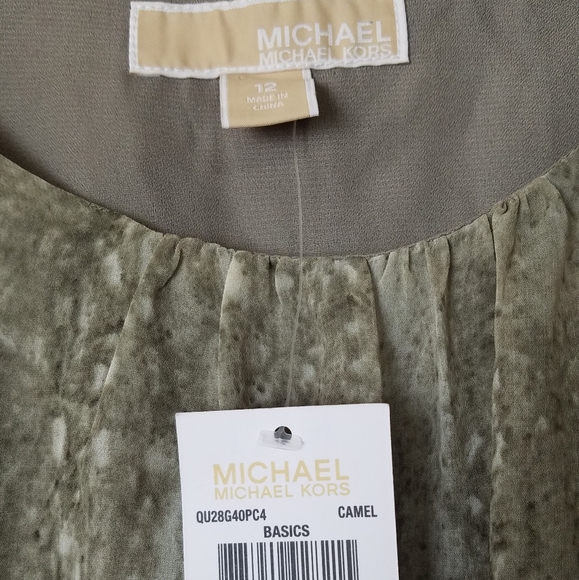 MICHAEL
MICHAEL KORS
12
MADE IN
CHINA
MICHAEL
MICHAEL KORS
QU28G40PC4 CAMEL
BASICS